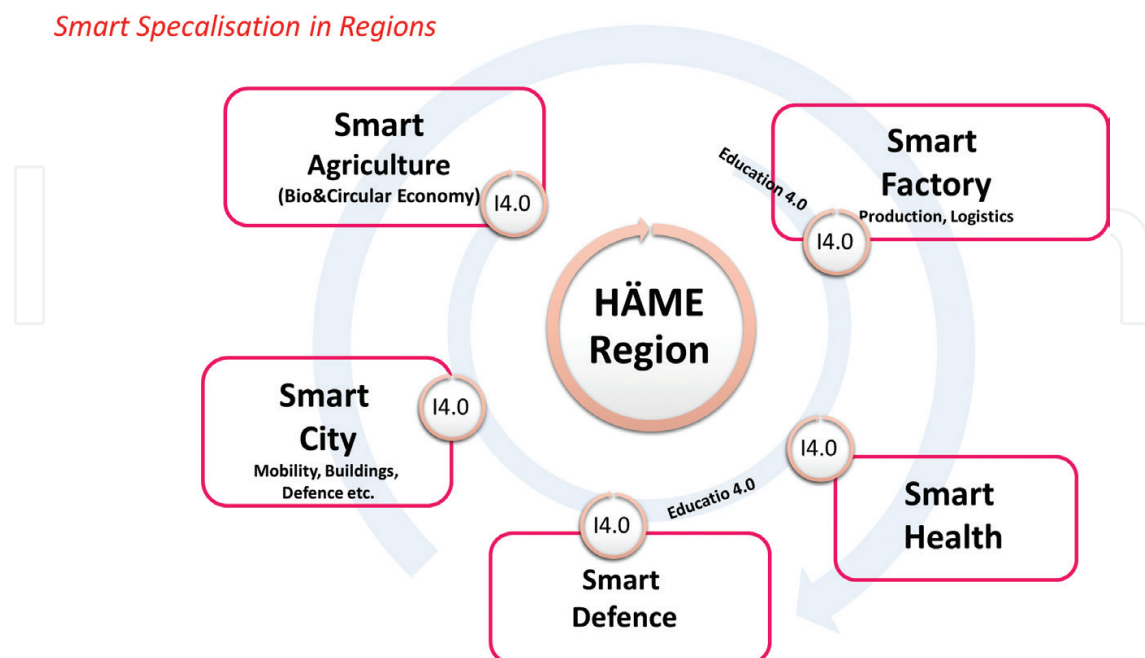 Smart Specalisation in Regions
Smart
Agriculture
(Bio&Circular Economy)
I4.0
Education 4.0
Smart
Factory
Production, Logistics
I4.0
HÄME
Region
Smart
City
Mobility, Buildings,
Defence etc.
I4.0
I4.0
Smart
Health
Educatio 4.0
I4.0
Smart
Defence